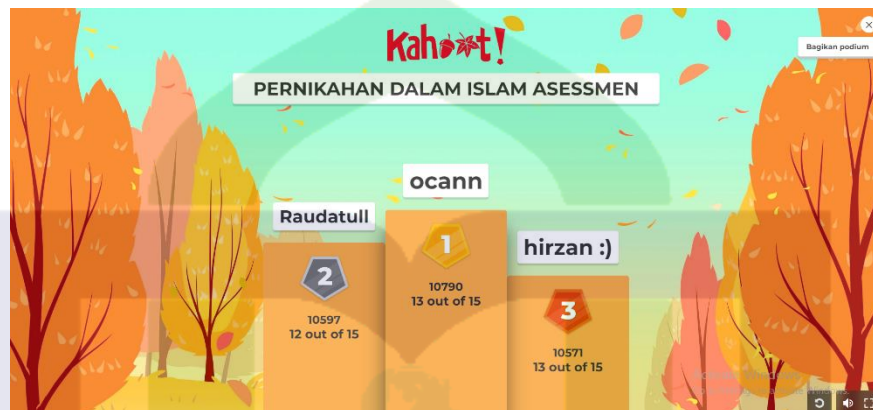 Kahoot!
Bagikan podium
PERNIKAHAN DALAM ISLAM ASESSMEN
ocann
Raudatull
1
hirzan :)
2
10790
13 out of 15
3
10597
12 out of 15
10571
13 out of 15